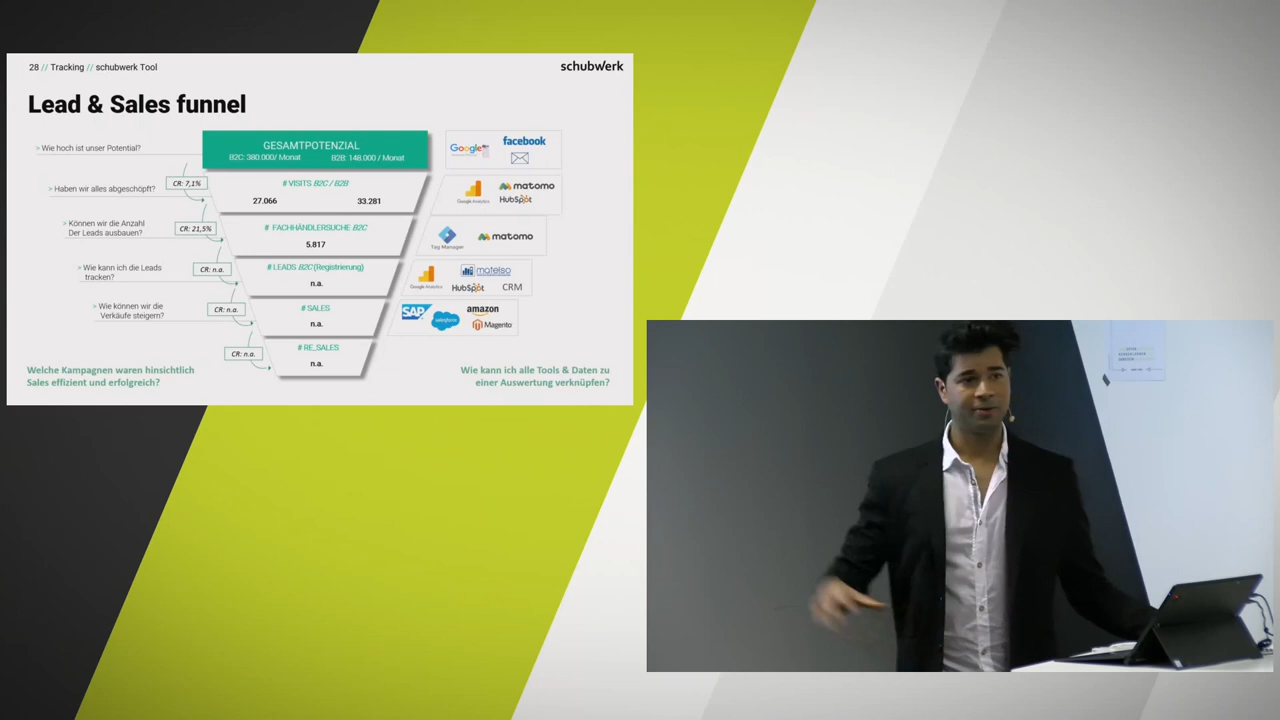 28 // Tracking // schubwerk Tool
schubwerk
Lead & Sales funnel
> Wie hoch ist unser Potential?
GESAMTPOTENZIAL
B2C: 380.000/ Monat B2B: 148.000 / Monat
Google
facebook
CR: 7,1%
> Haben wir alles abgeschöpft?
# VISITS B2C / B2B
27.066 33.281
Google Analytics
matomo
HubSpot
> Können wir die Anzahl
Der Leads ausbauen?
CR: 21,5%
# FACHHÄNDLERSUCHE B2C
5.817
Tag Manager
matomo
> Wie kann ich die Leads
tracken?
CR: n.a.
# LEADS B2C (Registrierung)
n.a.
Google Analytics
matelso
HubSpot
CRM
> Wie können wir die
Verkäufe steigern?
CR: n.a.
# SALES
n.a.
SAP
salesforce
amazon
Magento
CR: n.a.
# RE_SALES
n.a.
Welche Kampagnen waren hinsichtlich
Sales effizient und erfolgreich?
Wie kann ich alle Tools & Daten zu
einer Auswertung verknüpfen?